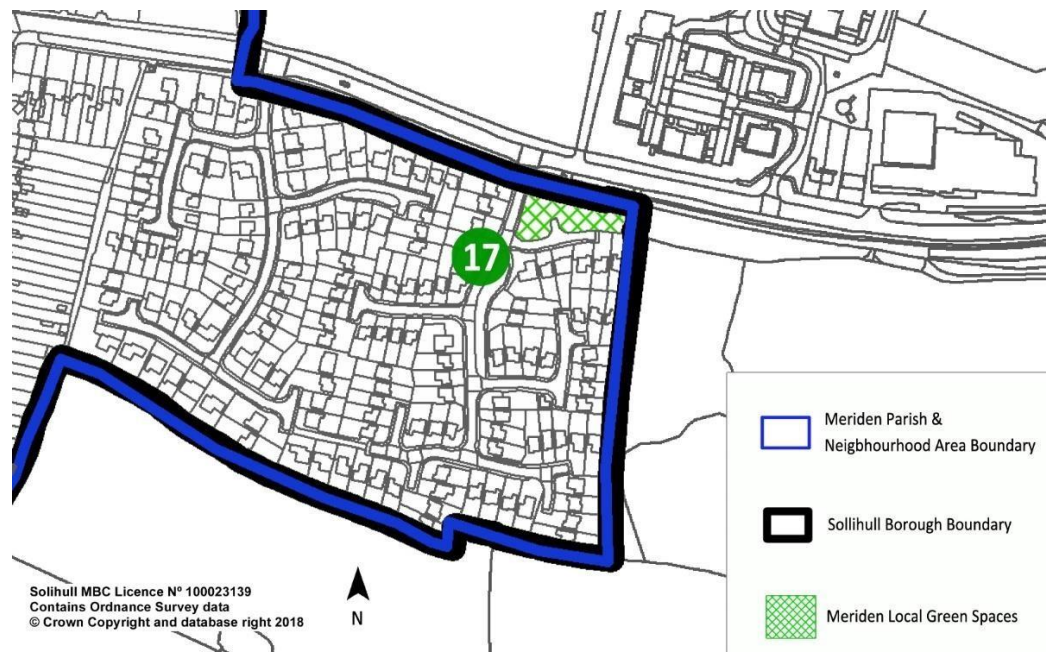 17
Meriden Parish &
Neigbhourhood Area Boundary
Sollihull Borough Boundary
Meriden Local Green Spaces
Solihull MBC Licence Nº 100023139
Contains Ordnance Survey data
© Crown Copyright and database right 2018
N